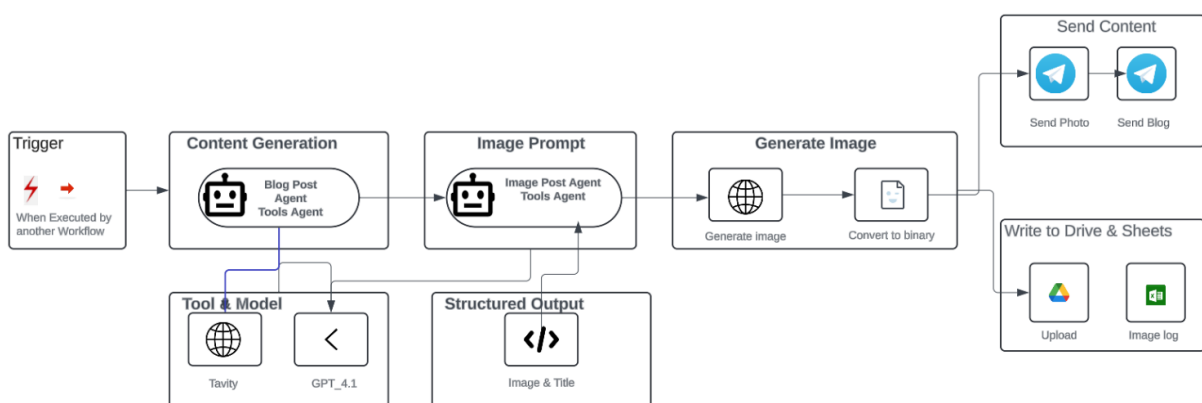 Send Content
Send Photo
Send Blog
Trigger
When Executed by
another Workflow
Content Generation
Blog Post
Agent
Tools Agent
Image Prompt
Image Post Agent
Tools Agent
Generate Image
Generate image
Convert to binary
Write to Drive & Sheets
Upload
Image log
Tool & Model
Tavity
GPT_4.1
Structured Output
Image & Title